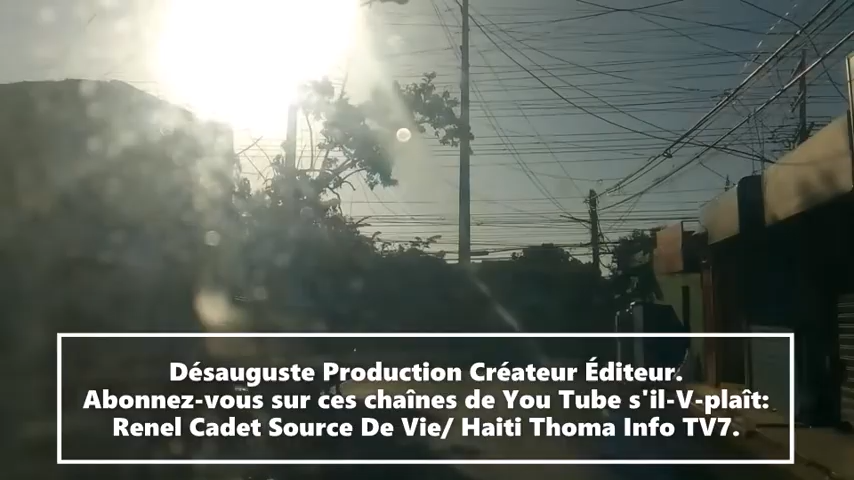 Désauguste Production Créateur Éditeur.
Abonnez-vous sur ces chaînes de You Tube s'il-V-plaît:
Renel Cadet Source De Vie/ Haiti Thoma Info TV7.